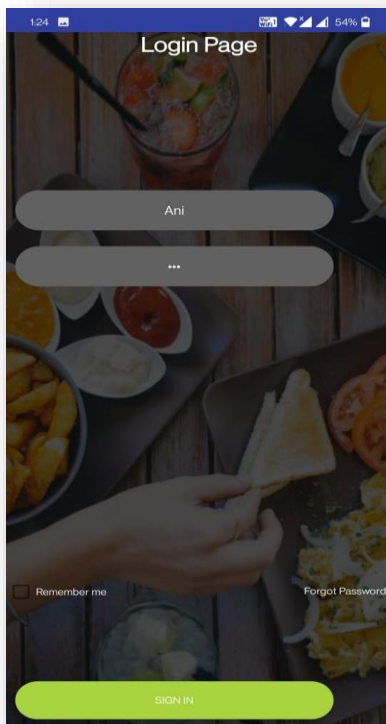 1:24 54%
Login Page
Ani
•••
Remember me Forgot Password
SIGN IN